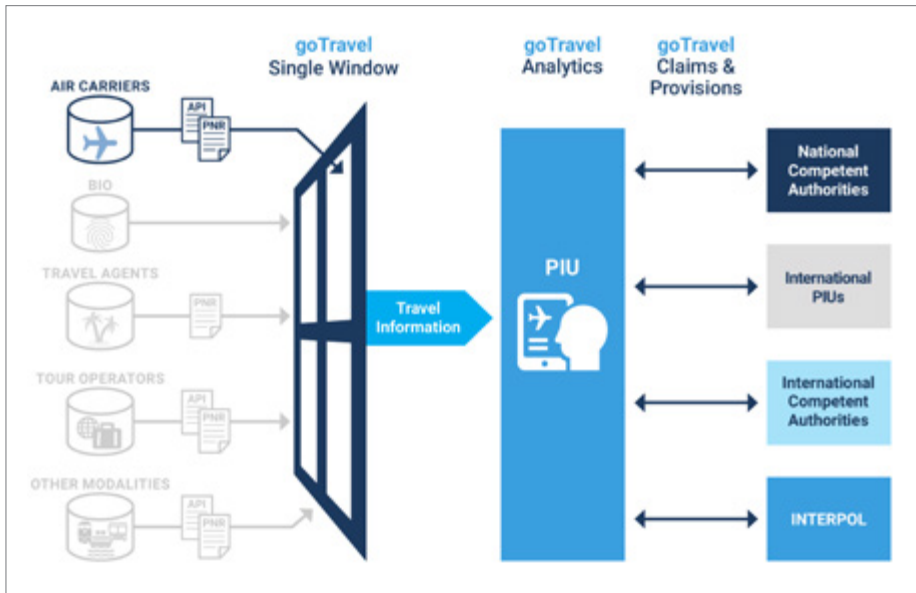 goTravel
Single Window
goTravel
Analytics
goTravel
Claims &
Provisions
AIR CARRIERS
API
PNR
BIO
TRAVEL AGENTS
PNR
TOUR OPERATORS
API
PNR
OTHER MODALITIES
API
PNR
Travel
Information
PIU
National
Competent
Authorities
International
PIUs
International
Competent
Authorities
INTERPOL